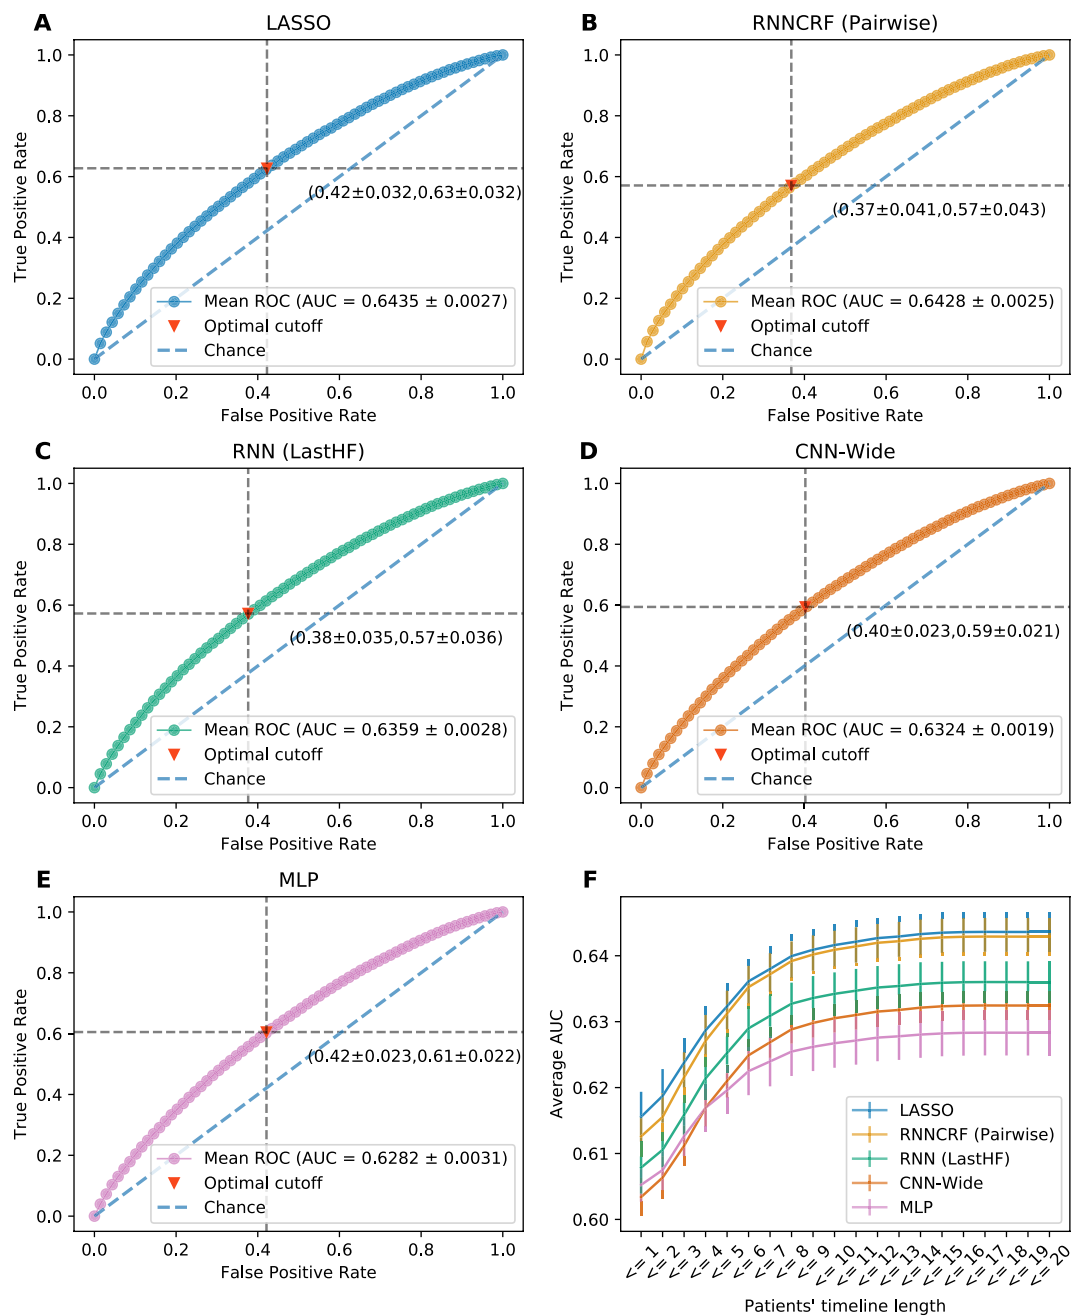 A
LASSO
True Positive Rate
1.0
0.8
0.6
0.4
0.2
0.0
(0.42±0.032,0.63±0.032)
Mean ROC (AUC = 0.6435 ± 0.0027)
Optimal cutoff
Chance
0.0 0.2 0.4 0.6 0.8 1.0
False Positive Rate
B
RNNCRF (Pairwise)
True Positive Rate
1.0
0.8
0.6
0.4
0.2
0.0
(0.37±0.041,0.57±0.043)
Mean ROC (AUC = 0.6428 ± 0.0025)
Optimal cutoff
Chance
0.0 0.2 0.4 0.6 0.8 1.0
False Positive Rate
C
RNN (LastHF)
True Positive Rate
1.0
0.8
0.6
0.4
0.2
0.0
(0.38±0.035,0.57±0.036)
Mean ROC (AUC = 0.6359 ± 0.0028)
Optimal cutoff
Chance
0.0 0.2 0.4 0.6 0.8 1.0
False Positive Rate
D
CNN-Wide
True Positive Rate
1.0
0.8
0.6
0.4
0.2
0.0
(0.40±0.023,0.59±0.021)
Mean ROC (AUC = 0.6324 ± 0.0019)
Optimal cutoff
Chance
0.0 0.2 0.4 0.6 0.8 1.0
False Positive Rate
E
MLP
True Positive Rate
1.0
0.8
0.6
0.4
0.2
0.0
(0.42±0.023,0.61±0.022)
Mean ROC (AUC = 0.6282 ± 0.0031)
Optimal cutoff
Chance
0.0 0.2 0.4 0.6 0.8 1.0
False Positive Rate
F
Average AUC
0.64
0.63
0.62
0.61
0.60
LASSO
RNNCRF (Pairwise)
RNN (LastHF)
CNN-Wide
MLP
<= 1
<= 2
<= 3
<= 4
<= 5
<= 6
<= 7
<= 8
<= 9
<= 10
<= 11
<= 12
<= 13
<= 14
<= 15
<= 16
<= 17
<= 18
<= 19
<= 20
Patients' timeline length